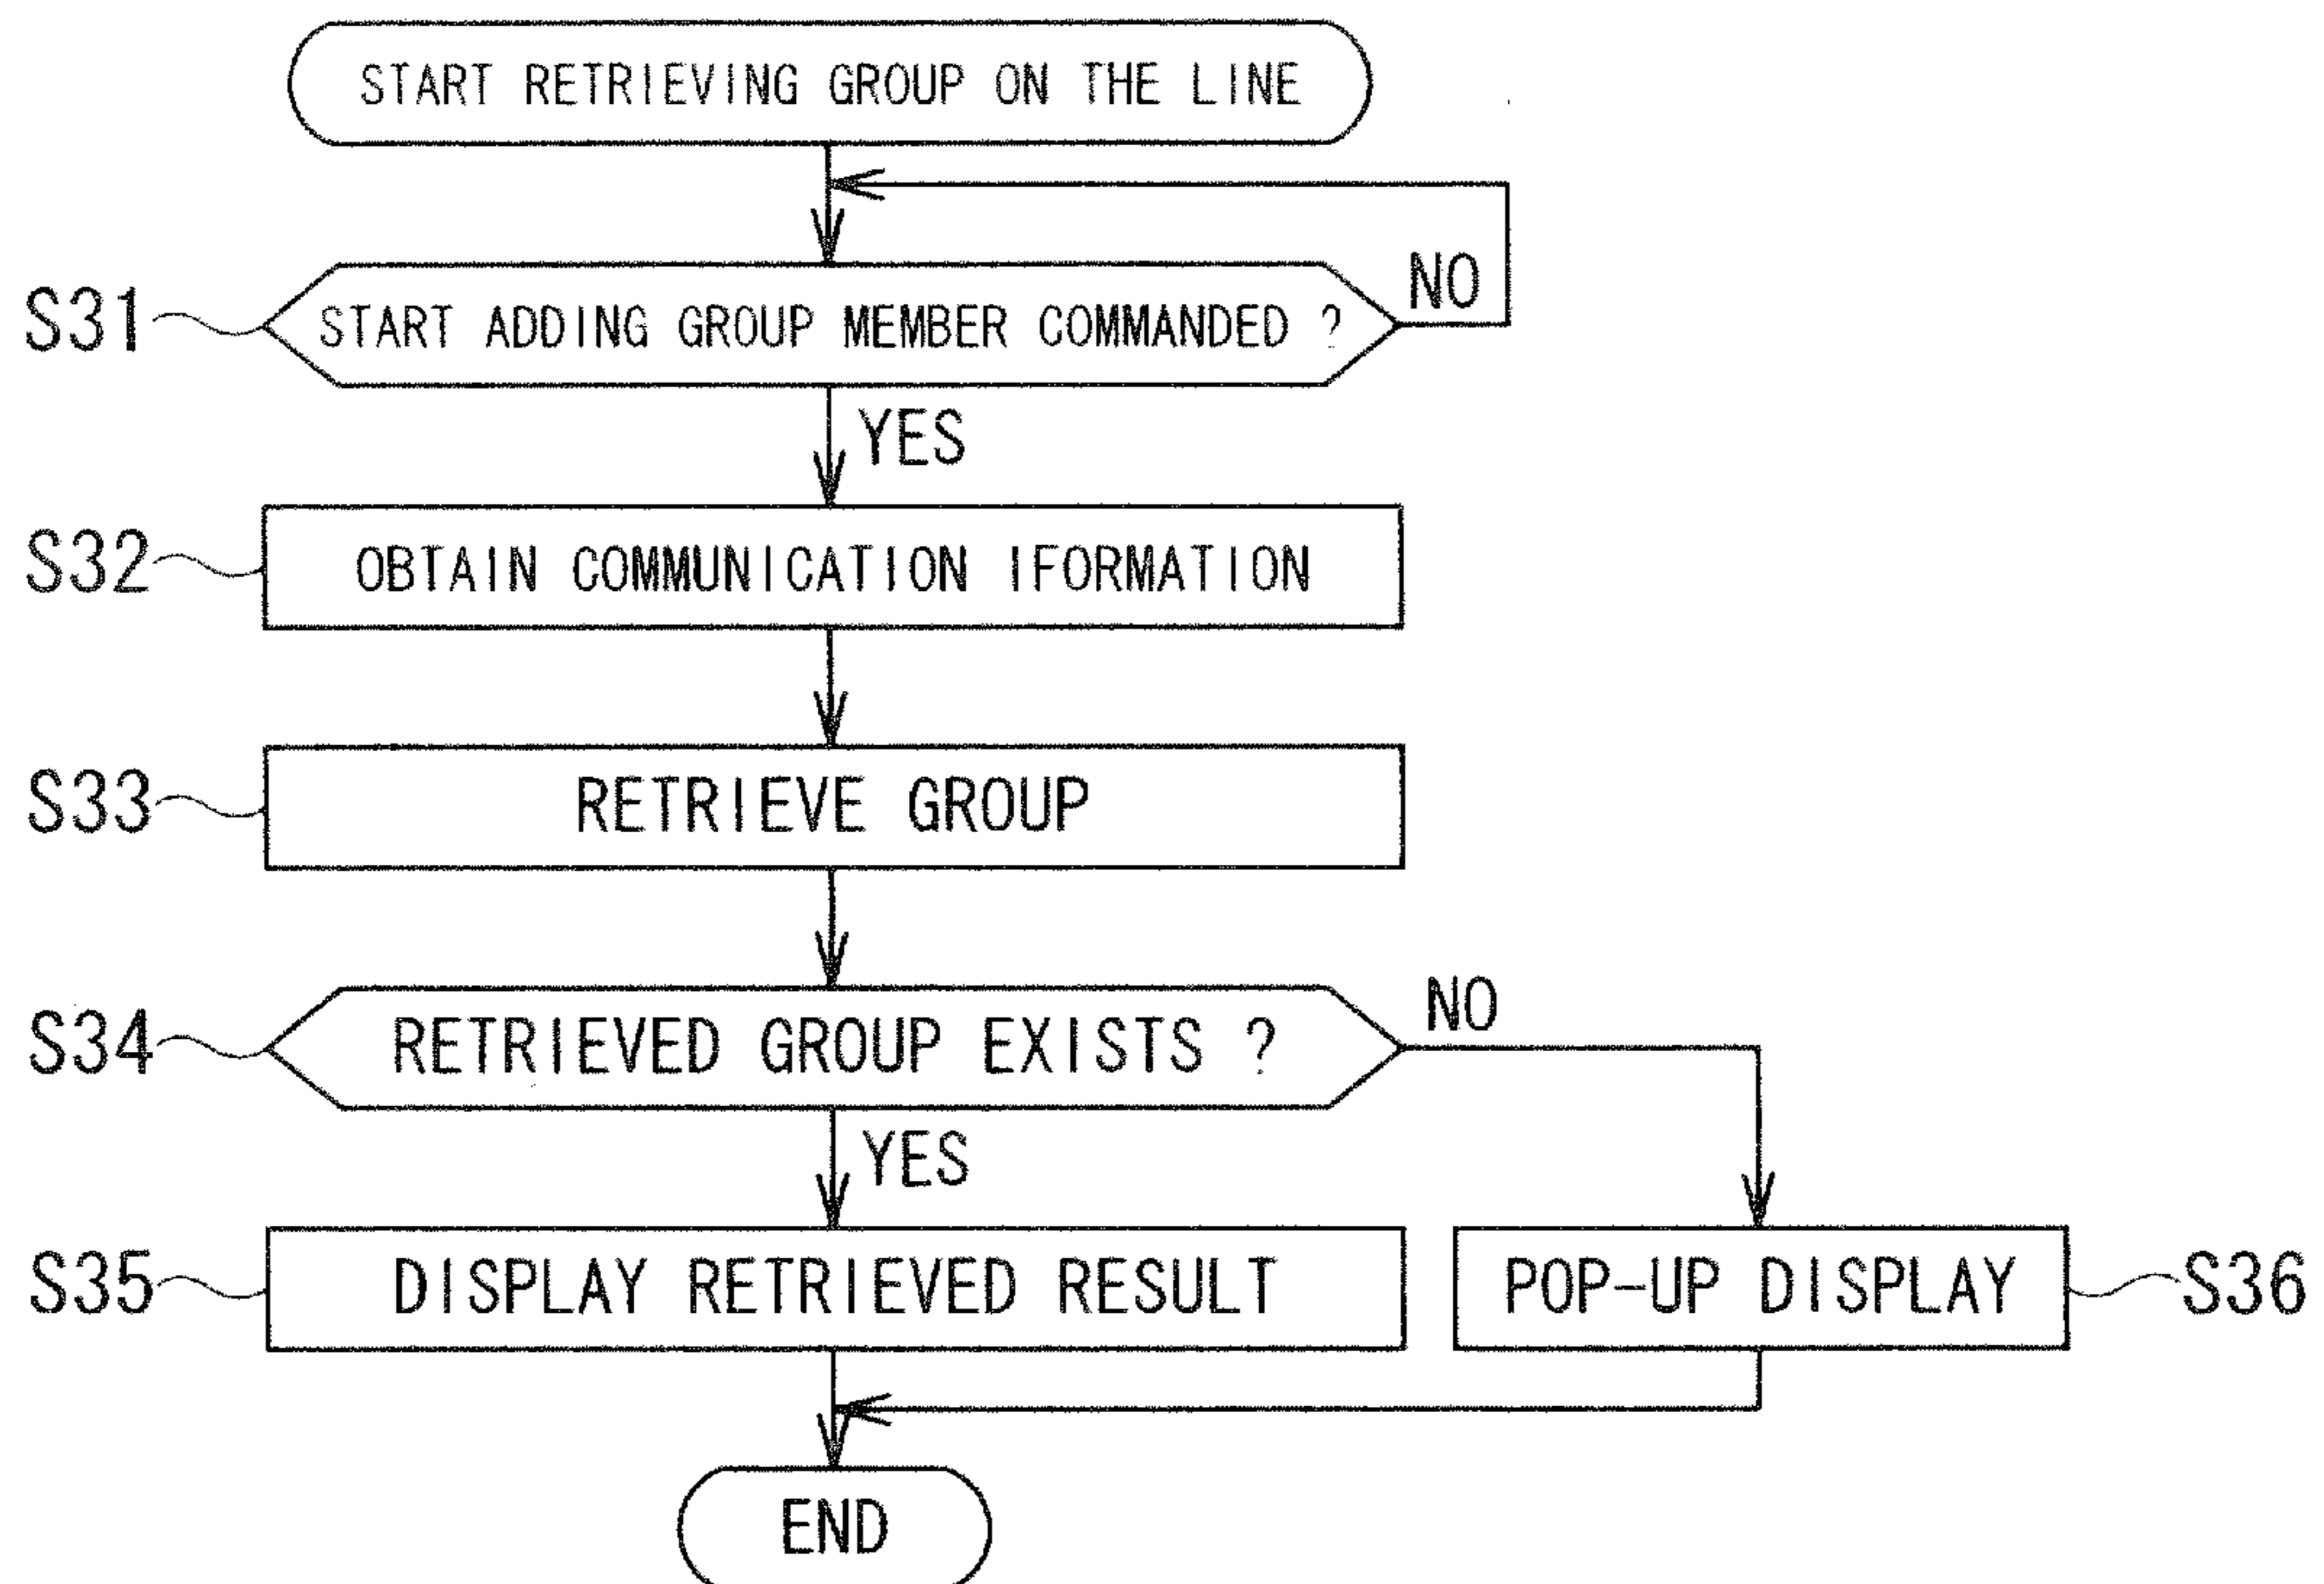 START RETRIEVING GROUP ON THE LINE
S31
START ADDING GROUP MEMBER COMMANDED ?
NO
YES
S32
OBTAIN COMMUNICATION IFORMATION
S33
RETRIEVE GROUP
S34
RETRIEVED GROUP EXISTS ?
NO
YES
S35
DISPLAY RETRIEVED RESULT
POP-UP DISPLAY
S36
END